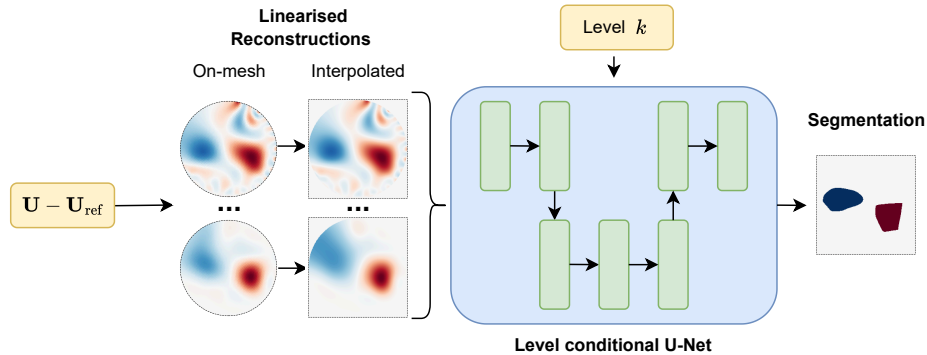 Linearised
Reconstructions
On-mesh
Interpolated
Level k
Segmentation
U − U_ref
...
...
Level conditional U-Net